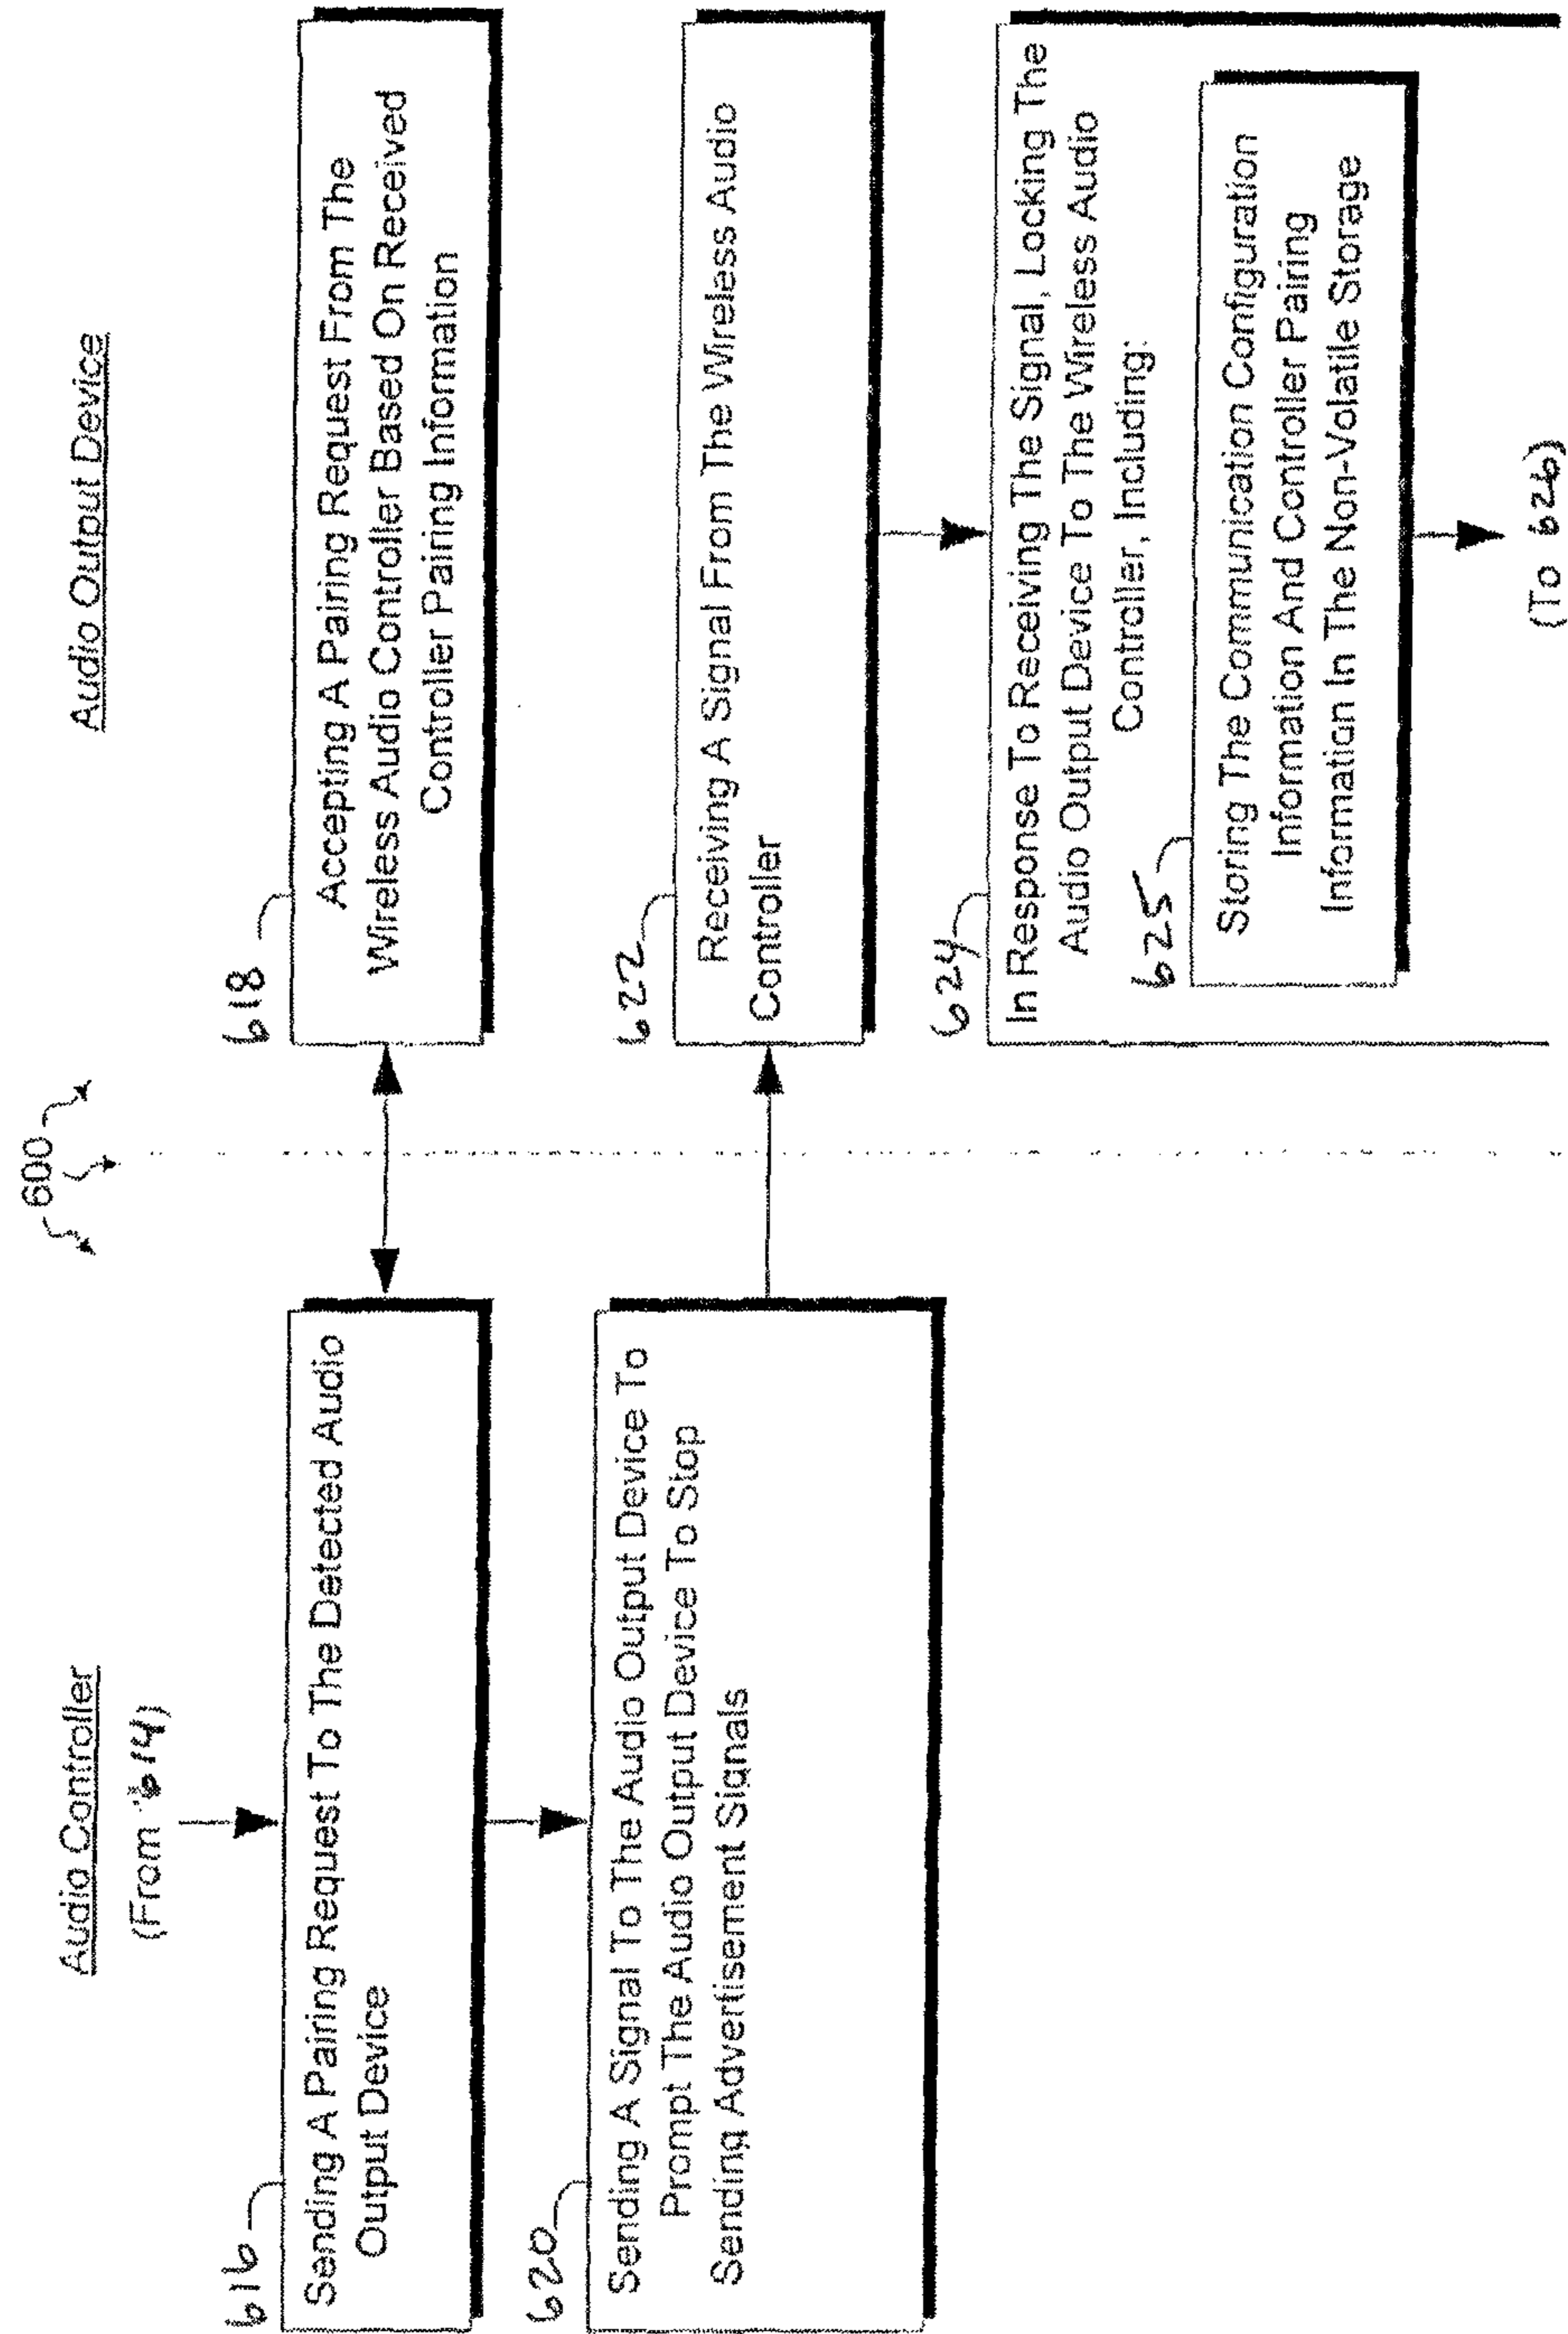 600
Audio Controller
(From 614)
616
Sending A Pairing Request To The Detected Audio
Output Device
620
Sending A Signal To The Audio Output Device To
Prompt The Audio Output Device To Stop
Sending Advertisement Signals
Audio Output Device
618
Accepting A Pairing Request From The
Wireless Audio Controller Based On Received
Controller Pairing Information
622
Receiving A Signal From The Wireless Audio
Controller
624
In Response To Receiving The Signal, Locking The
Audio Output Device To The Wireless Audio
Controller, Including:
625
Storing The Communication Configuration
Information And Controller Pairing
Information In The Non-Volatile Storage
(To 626)